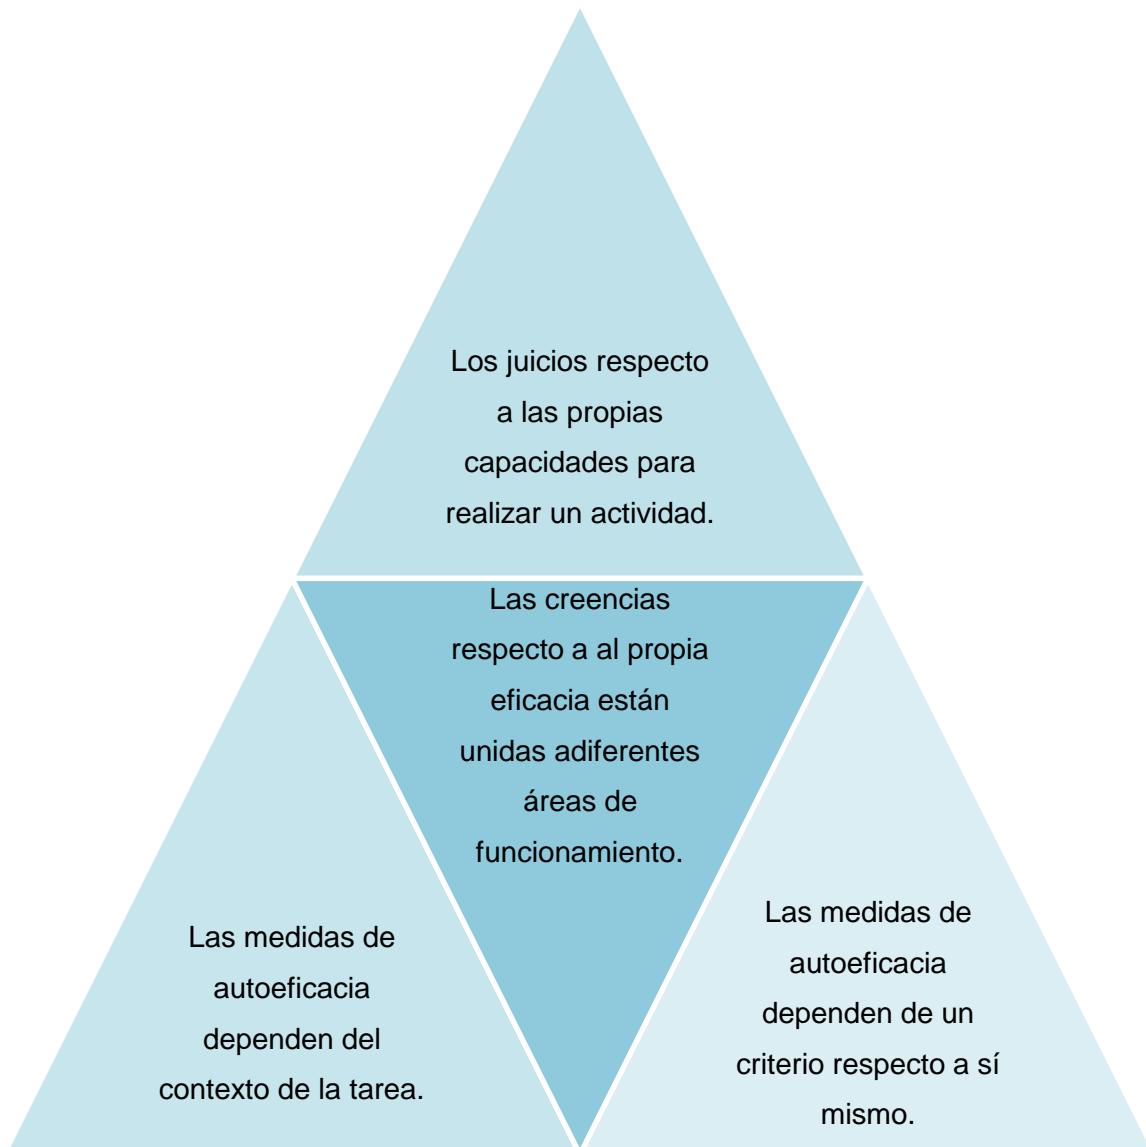 Los juicios respecto
a las propias
capacidades para
realizar un actividad.
Las creencias
respecto a al propia
eficacia están
unidas adiferentes
áreas de
funcionamiento.
Las medidas de
autoeficacia
dependen del
contexto de la tarea.
Las medidas de
autoeficacia
dependen de un
criterio respecto a sí
mismo.